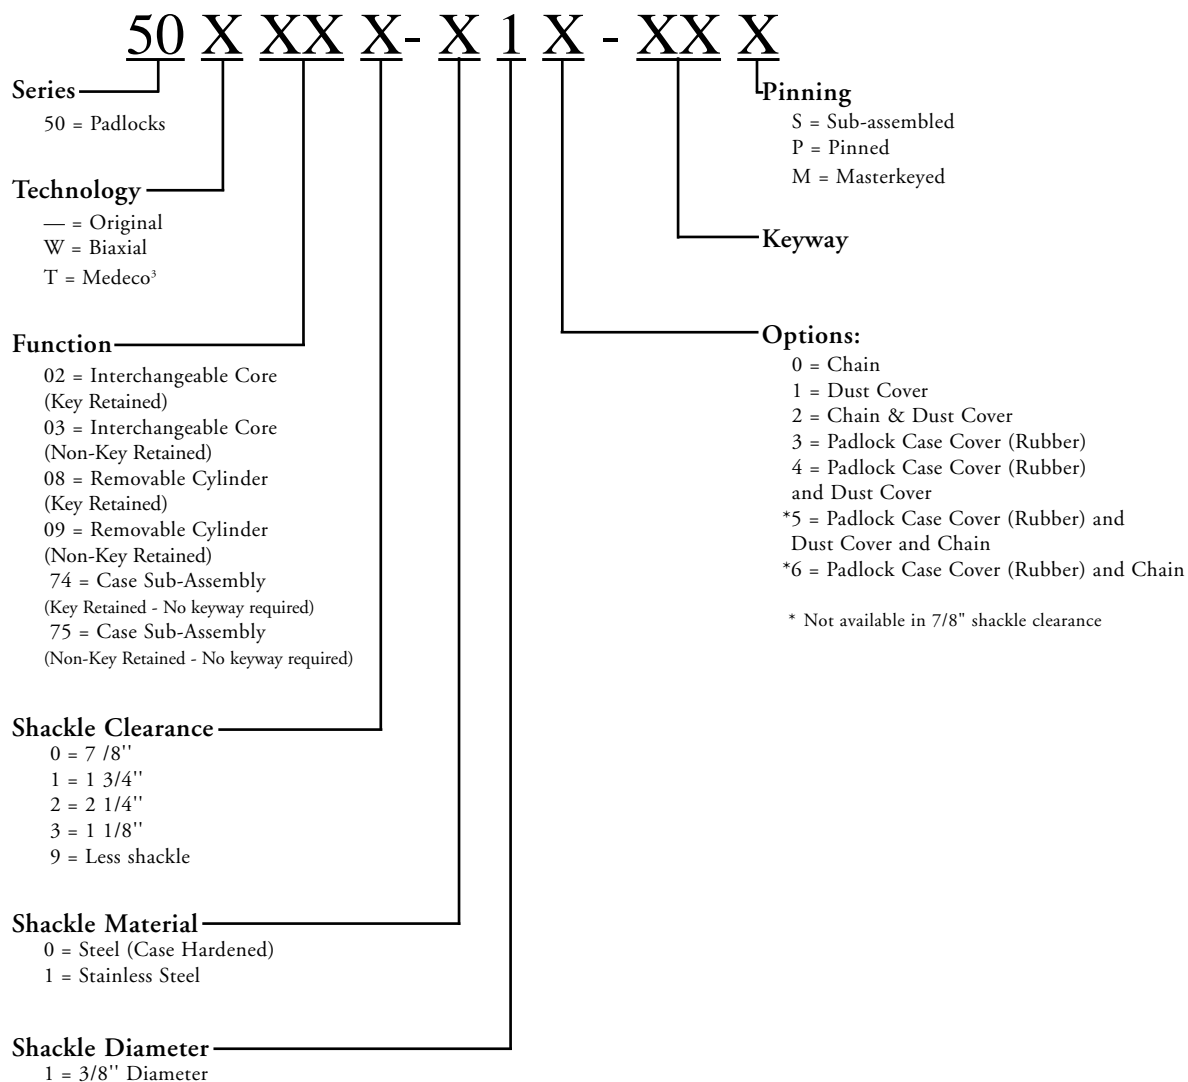 50 X XX X- X 1 X - XX X
Series
50 = Padlocks
Technology
— = Original
W = Biaxial
T = Medeco³
Function
02 = Interchangeable Core
(Key Retained)
03 = Interchangeable Core
(Non-Key Retained)
08 = Removable Cylinder
(Key Retained)
09 = Removable Cylinder
(Non-Key Retained)
74 = Case Sub-Assembly
(Key Retained - No keyway required)
75 = Case Sub-Assembly
(Non-Key Retained - No keyway required)
Shackle Clearance
0 = 7 /8''
1 = 1 3/4''
2 = 2 1/4''
3 = 1 1/8''
9 = Less shackle
Shackle Material
0 = Steel (Case Hardened)
1 = Stainless Steel
Shackle Diameter
1 = 3/8'' Diameter
Pinning
S = Sub-assembled
P = Pinned
M = Masterkeyed
Keyway
Options:
0 = Chain
1 = Dust Cover
2 = Chain & Dust Cover
3 = Padlock Case Cover (Rubber)
4 = Padlock Case Cover (Rubber)
and Dust Cover
*5 = Padlock Case Cover (Rubber) and
Dust Cover and Chain
*6 = Padlock Case Cover (Rubber) and Chain
* Not available in 7/8" shackle clearance